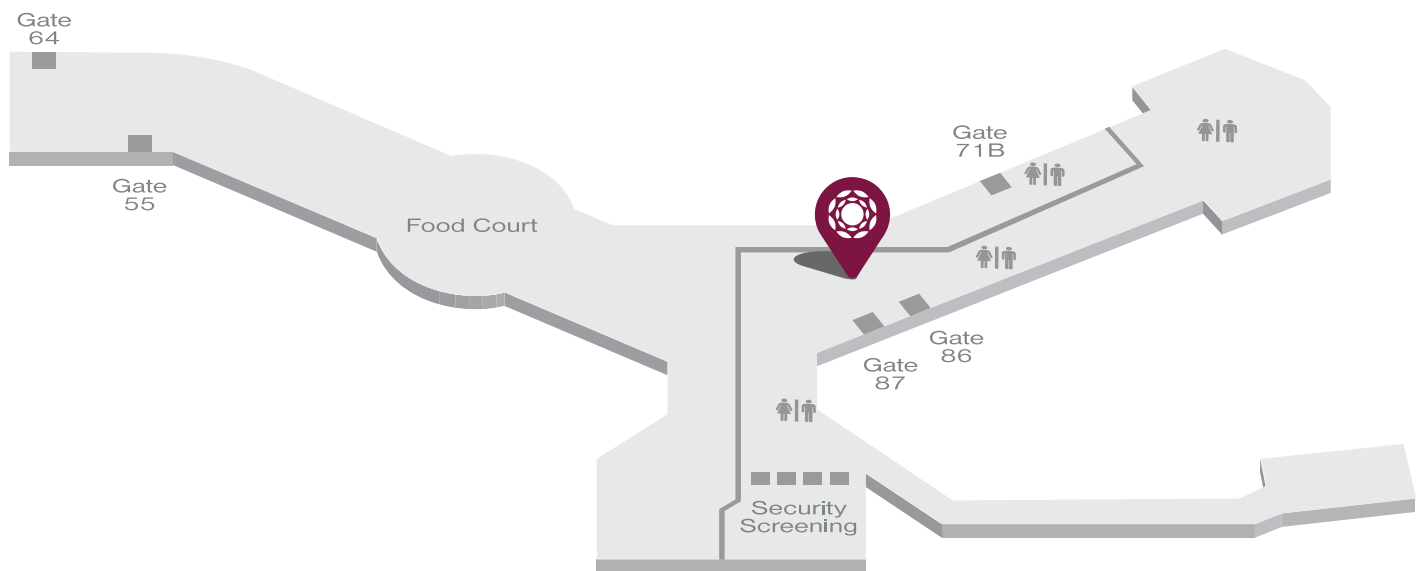 Gate
64
Gate
55
Food Court
Gate
71B
Gate
86
Gate
87
Security
Screening